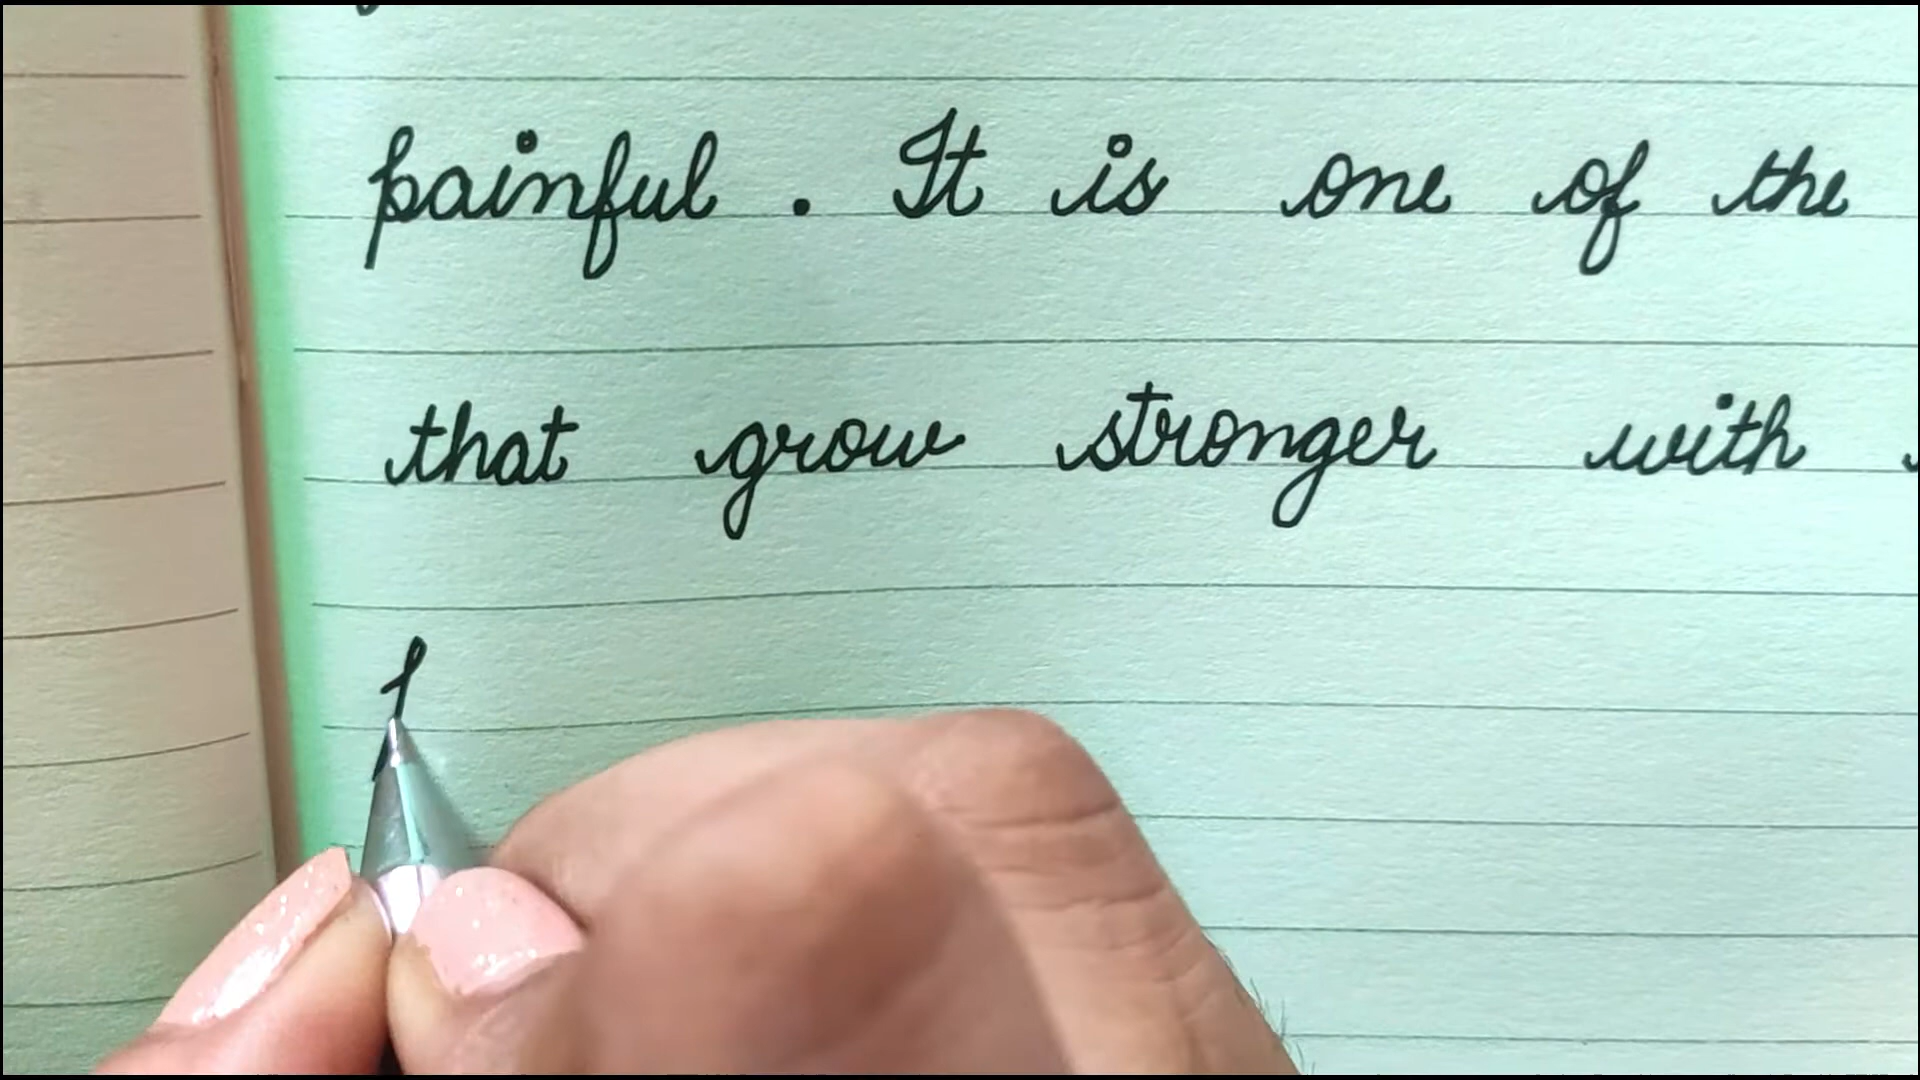 painful . It is one of the
that grow stronger with